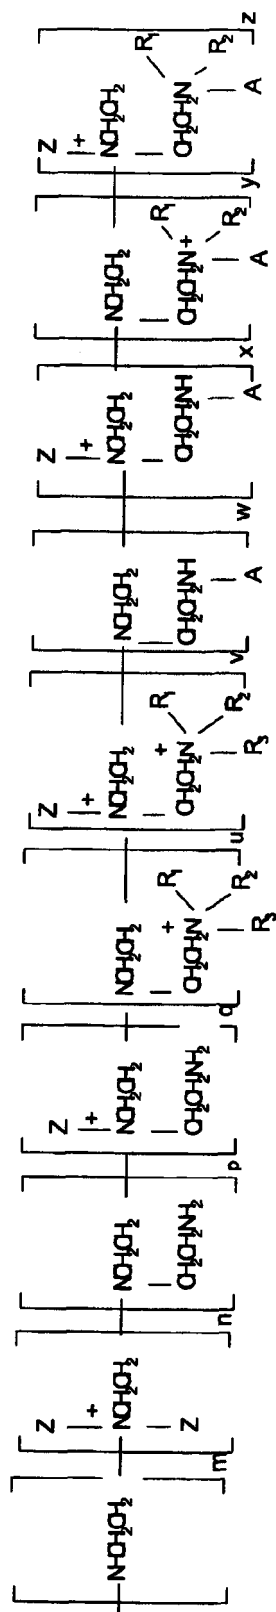 N-CH2CH2 m
Z
+
NCH2CH2
Z
n
NCH2CH2
CH2CH2NH2
p
Z
+
NCH2CH2
CH2CH2NH2
q
NCH2CH2
+ R1
CH2CH2N R2
R3
u
Z
+
NCH2CH2
+ R1
CH2CH2N R2
R3
v
NCH2CH2
CH2CH2NH
A
w
Z
+
NCH2CH2
CH2CH2NH
A
x
NCH2CH2
R1
CH2CH2N +
A R2
y
Z
+
NCH2CH2
R1
CH2CH2N
A R2
z